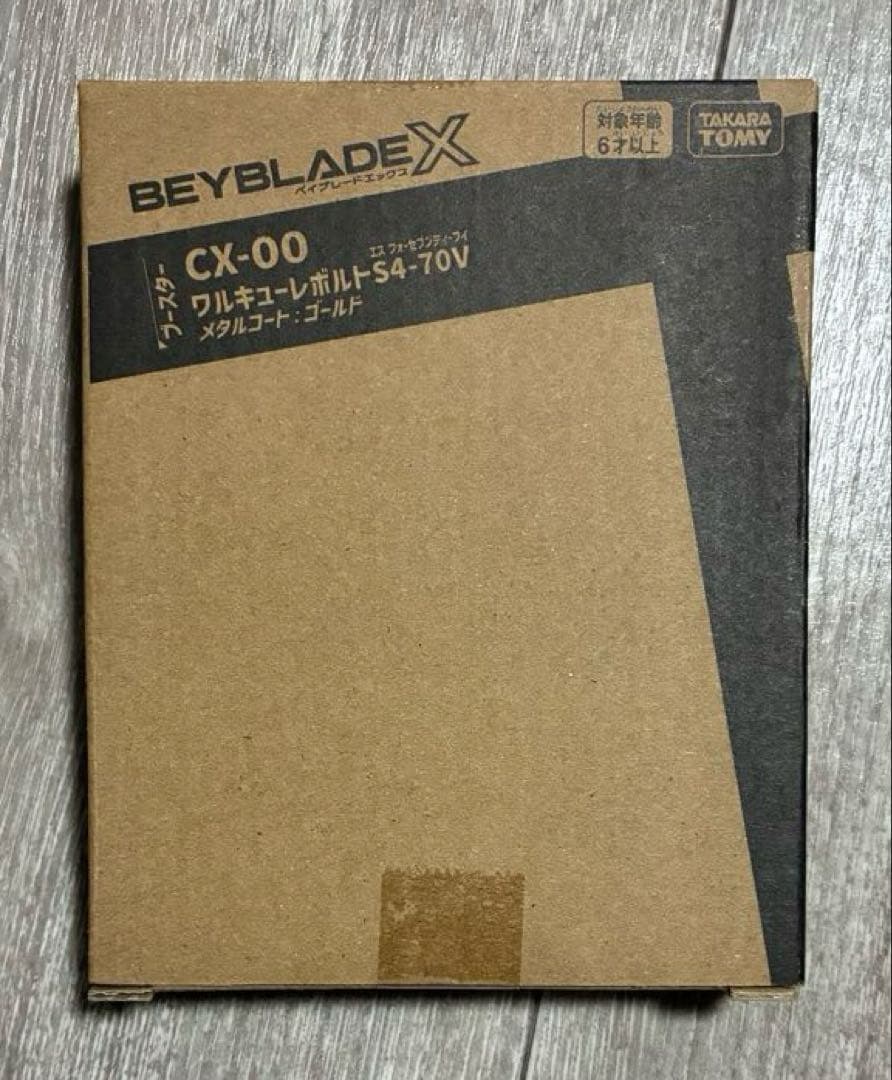 BEYBLADE X
ベイブレードエックス
対象年齢
6才以上
TAKARA
TOMY
ブースター
CX-00
エス フォーセブンティーブイ
ワルキューレボルトS4-70V
メタルコート：ゴールド